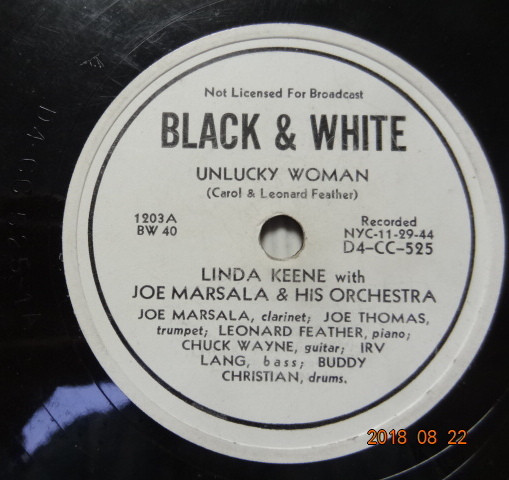 Not Licensed For Broadcast
BLACK & WHITE
UNLUCKY WOMAN
(Carol & Leonard Feather)
1203A
BW 40
Recorded
NYC-11-29-44
D4-CC-525
LINDA KEENE with
JOE MARSALA & HIS ORCHESTRA
JOE MARSALA, clarinet; JOE THOMAS,
trumpet; LEONARD FEATHER, piano;
CHUCK WAYNE, guitar; IRV
LANG, bass; BUDDY
CHRISTIAN, drums.
2018 08 22